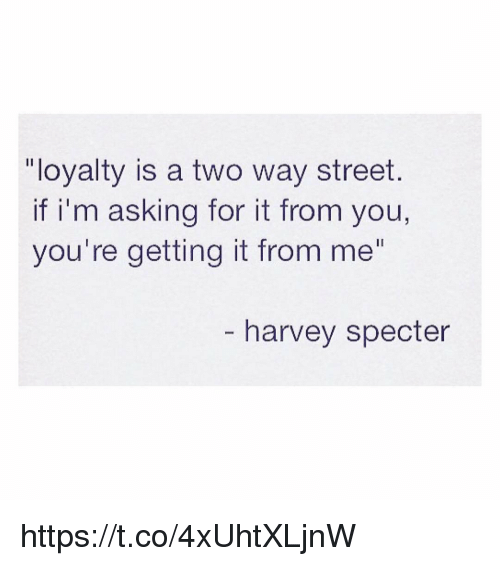 "loyalty is a two way street.
if i'm asking for it from you,
you're getting it from me"
- harvey specter
https://t.co/4xUhtXLjnW